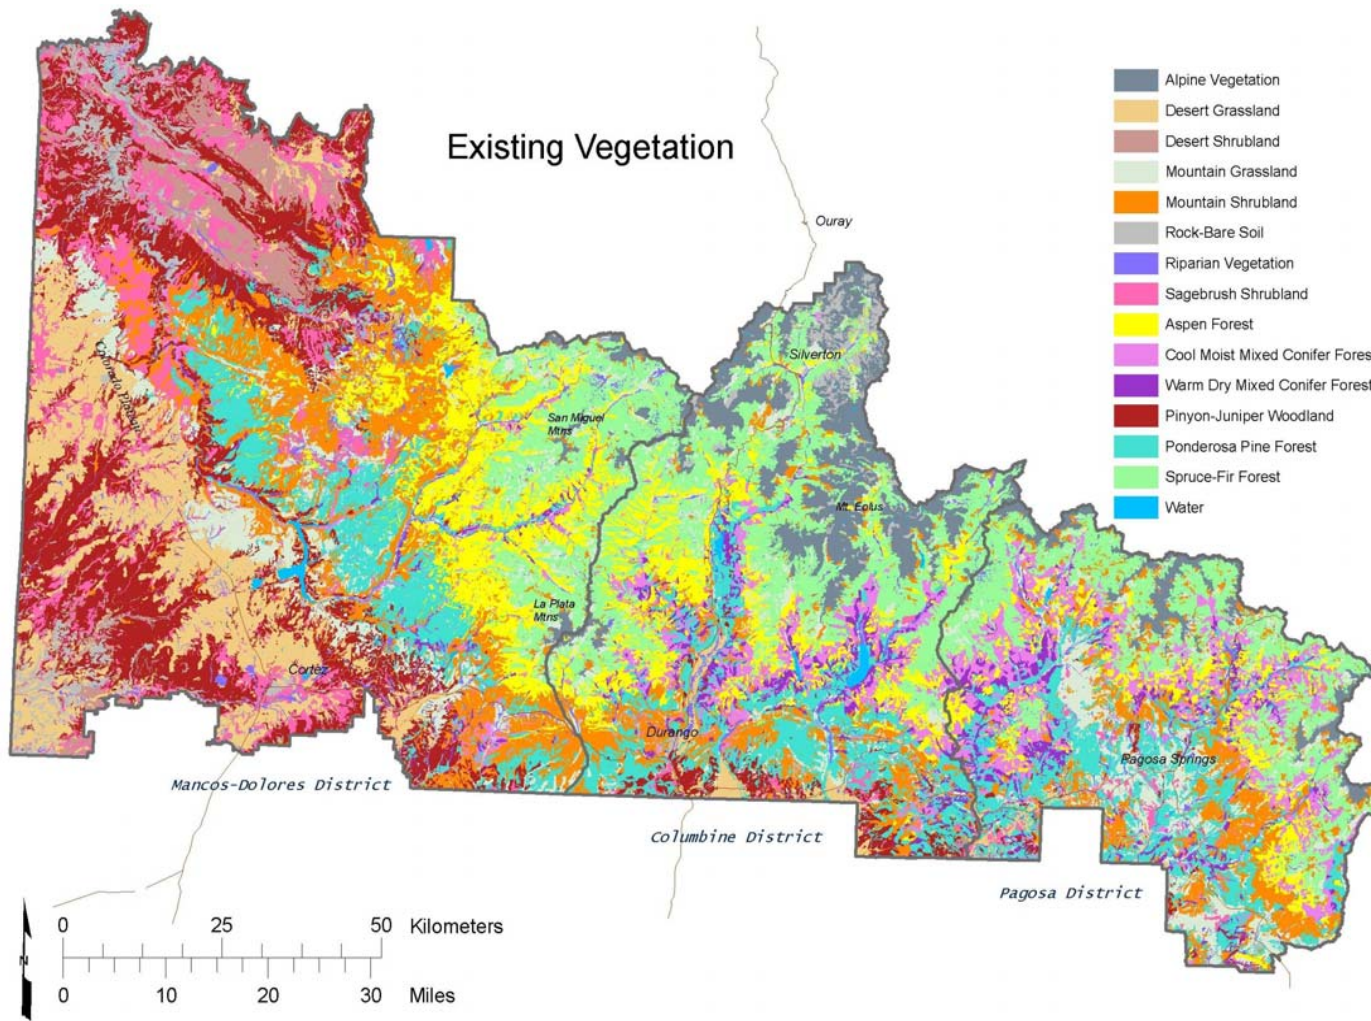 Existing Vegetation
Alpine Vegetation
Desert Grassland
Desert Shrubland
Mountain Grassland
Mountain Shrubland
Rock-Bare Soil
Riparian Vegetation
Sagebrush Shrubland
Aspen Forest
Cool Moist Mixed Conifer Fores
Warm Dry Mixed Conifer Forest
Pinyon-Juniper Woodland
Ponderosa Pine Forest
Spruce-Fir Forest
Water
Ouray
Silverton
Colorado Plateau
San Miguel
Mtns
Mt. Eolus
La Plata
Mtns
Cortez
Durango
Pagosa Springs
Mancos-Dolores District
Columbine District
Pagosa District
N
0 25 50 Kilometers
0 10 20 30 Miles